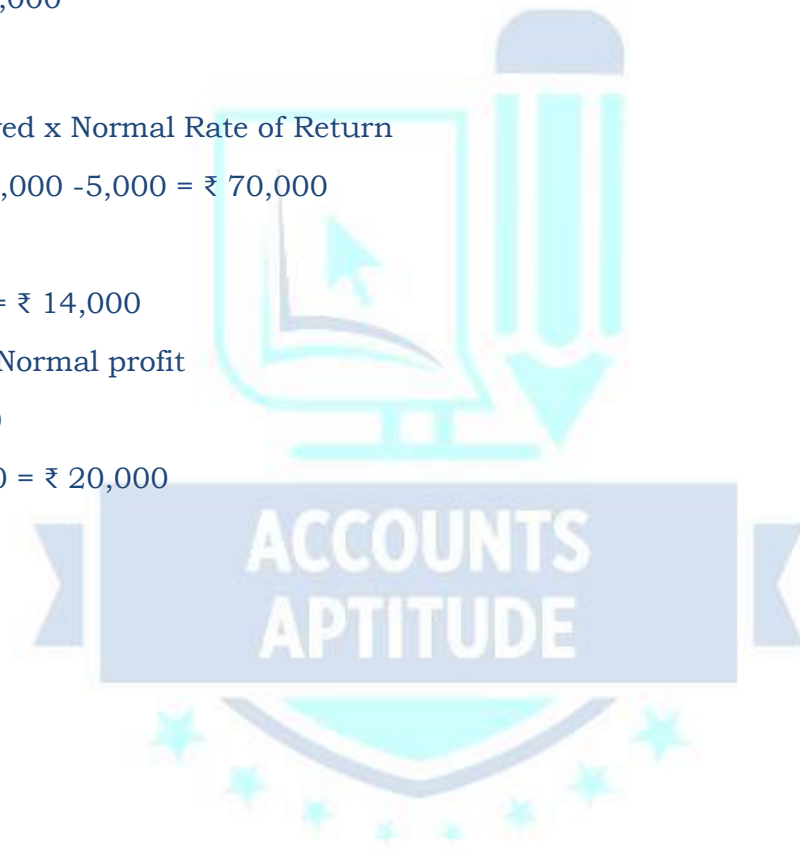 ,000
ed x Normal Rate of Return
,000 -5,000 = ₹ 70,000
= ₹ 14,000
Normal profit
0 = ₹ 20,000
ACCOUNTS
APTITUDE